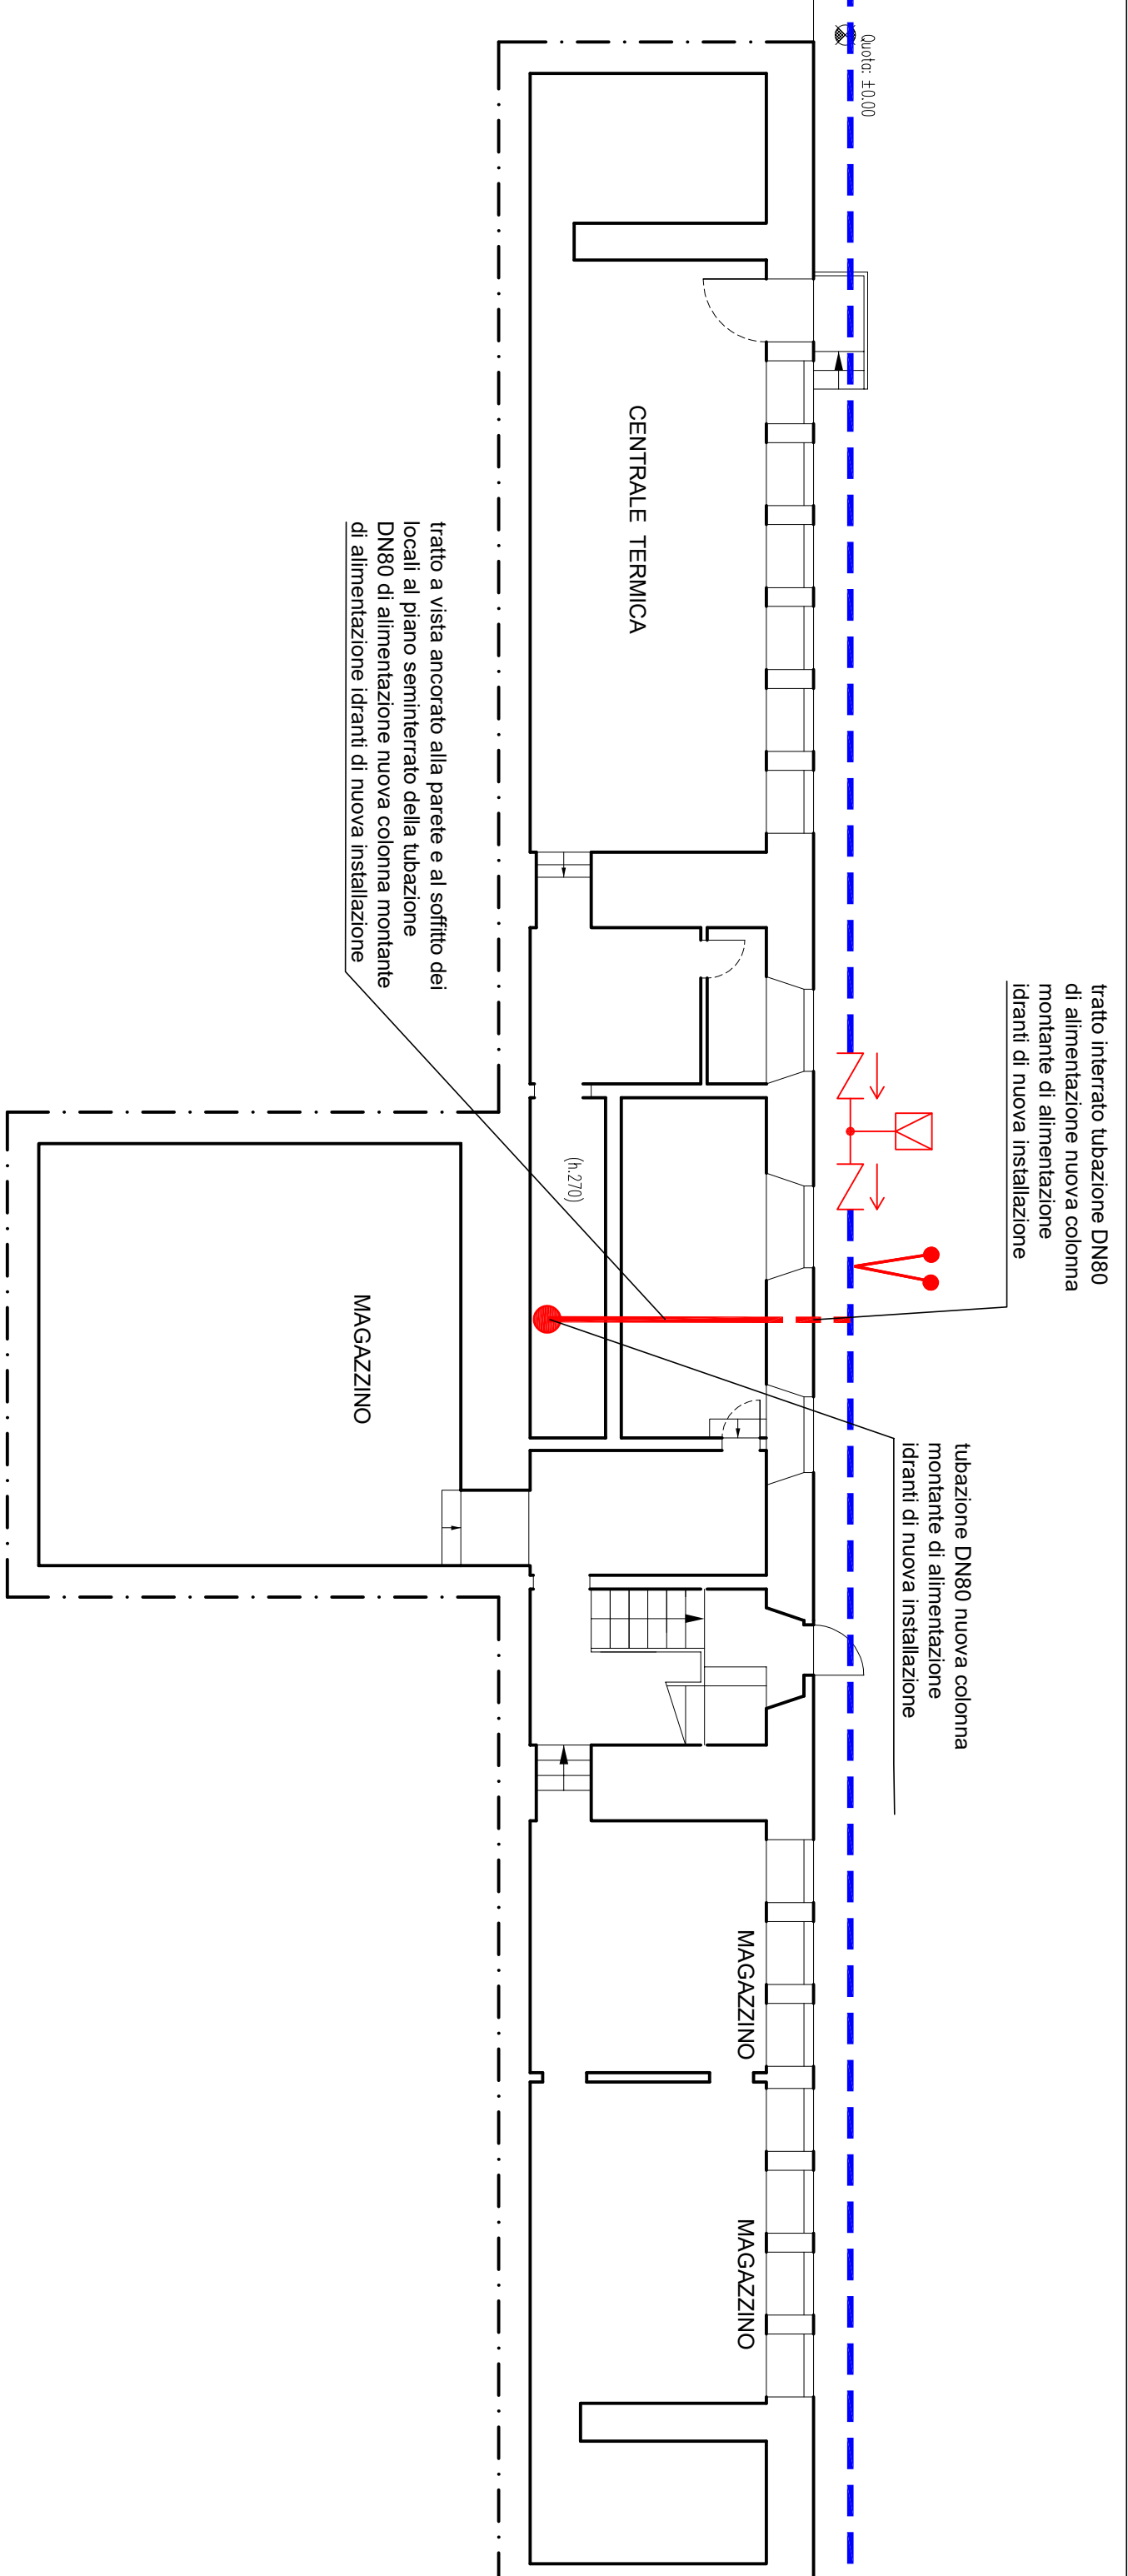 Quota: ±0.00
tratto interrato tubazione DN80
di alimentazione nuova colonna
montante di alimentazione
idranti di nuova installazione
tubazione DN80 nuova colonna
montante di alimentazione
idranti di nuova installazione
CENTRALE TERMICA
tratto a vista ancorato alla parete e al soffitto dei
locali al piano seminterrato della tubazione
DN80 di alimentazione nuova colonna montante
di alimentazione idranti di nuova installazione
(h.270)
MAGAZZINO
MAGAZZINO
MAGAZZINO